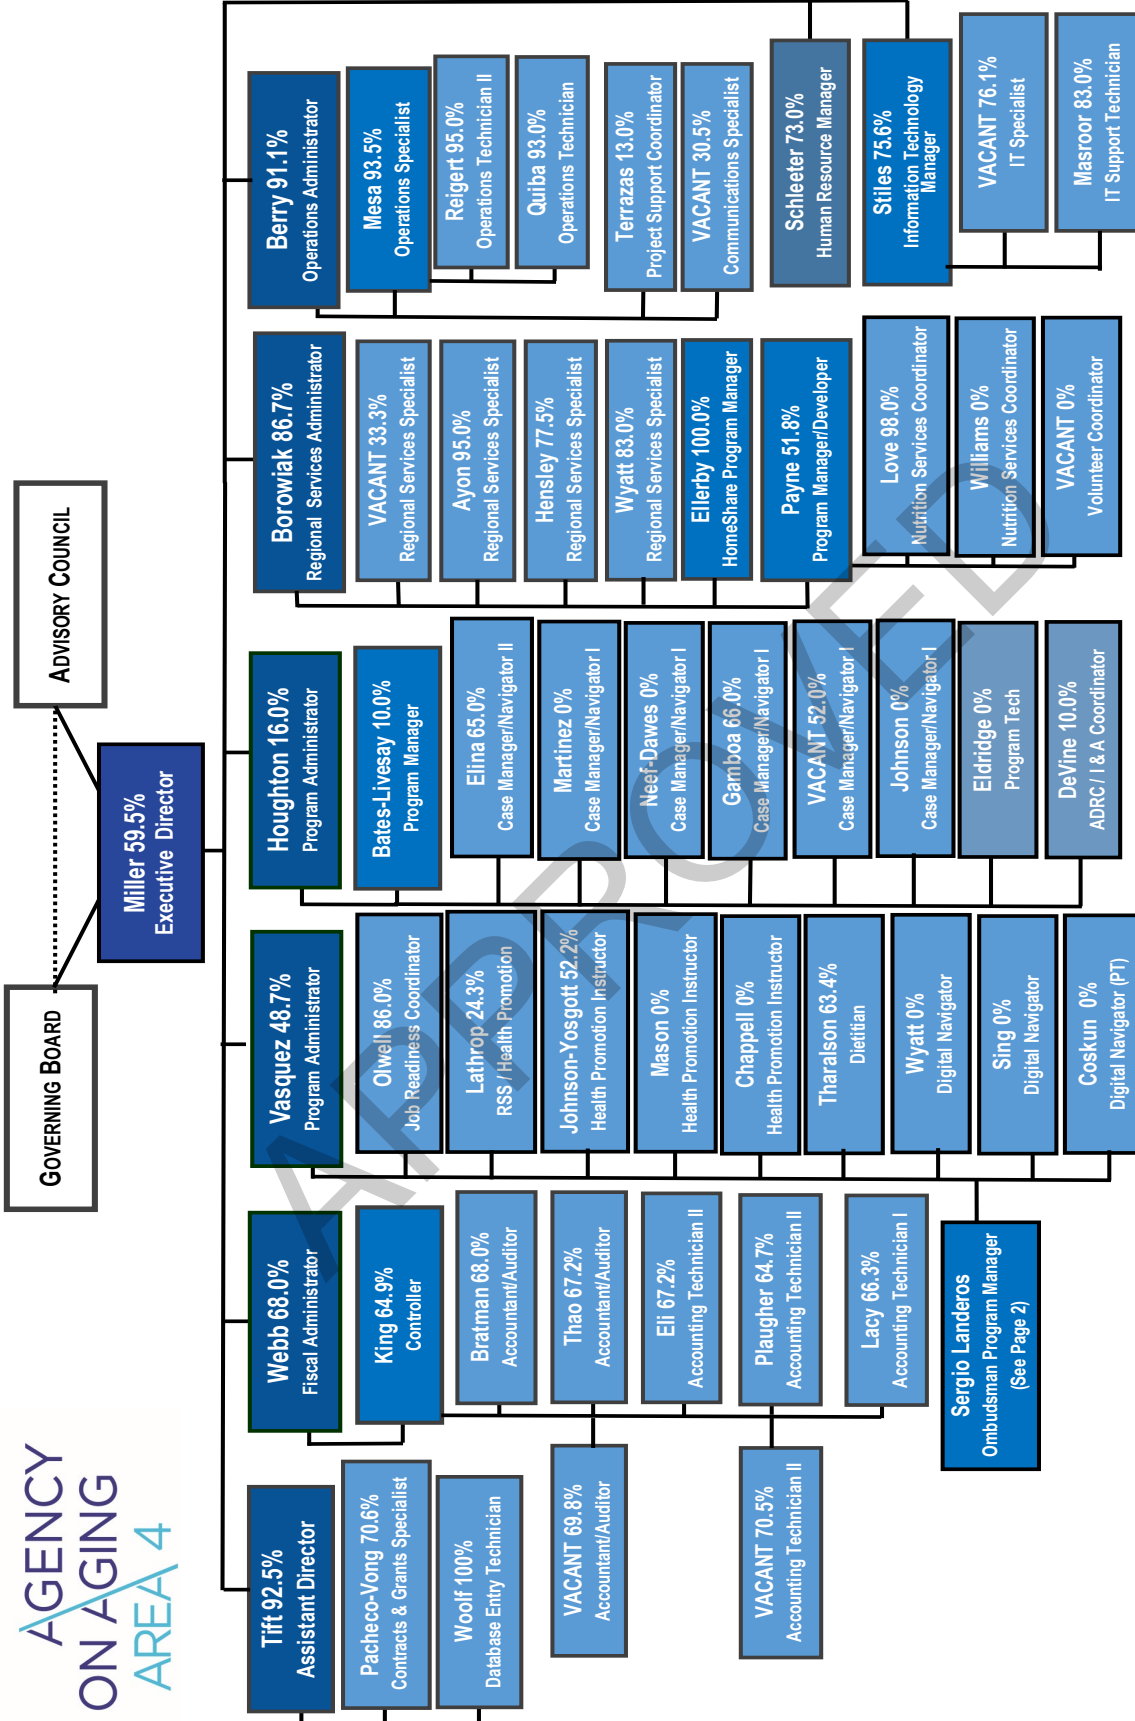 AGENCY
ON AGING
AREA 4
GOVERNING BOARD
ADVISORY COUNCIL
Miller 59.5%
Executive Director
Tift 92.5%
Assistant Director
Pacheco-Vong 70.6%
Contracts & Grants Specialist
Woolf 100%
Database Entry Technician
Webb 68.0%
Fiscal Administrator
King 64.9%
Controller
Bratman 68.0%
Accountant/Auditor
Thao 67.2%
Accountant/Auditor
VACANT 69.8%
Accountant/Auditor
Eli 67.2%
Accounting Technician II
Plaugher 64.7%
Accounting Technician II
VACANT 70.5%
Accounting Technician II
Lacy 66.3%
Accounting Technician I
Vasquez 48.7%
Program Administrator
Olwell 86.0%
Job Readiness Coordinator
Lathrop 24.3%
RSS / Health Promotion
Johnson-Yosgott 52.2%
Health Promotion Instructor
Mason 0%
Health Promotion Instructor
Chappell 0%
Health Promotion Instructor
Tharalson 63.4%
Dietitian
Wyatt 0%
Digital Navigator
Sing 0%
Digital Navigator
Coskun 0%
Digital Navigator (PT)
Sergio Landeros
Ombudsman Program Manager
(See Page 2)
Houghton 16.0%
Program Administrator
Bates-Livesay 10.0%
Program Manager
Elina 65.0%
Case Manager/Navigator II
Martinez 0%
Case Manager/Navigator I
Neef-Dawes 0%
Case Manager/Navigator I
Gamboa 66.0%
Case Manager/Navigator I
VACANT 52.0%
Case Manager/Navigator I
Johnson 0%
Case Manager/Navigator I
Eldridge 0%
Program Tech
DeVine 10.0%
ADRC/ I & A Coordinator
Borowiak 86.7%
Regional Services Administrator
VACANT 33.3%
Regional Services Specialist
Ayon 95.0%
Regional Services Specialist
Hensley 77.5%
Regional Services Specialist
Wyatt 83.0%
Regional Services Specialist
Ellerby 100.0%
HomeShare Program Manager
Payne 51.8%
Program Manager/Developer
Love 98.0%
Nutrition Services Coordinator
Williams 0%
Nutrition Services Coordinator
VACANT 0%
Volunteer Coordinator
Berry 91.1%
Operations Administrator
Mesa 93.5%
Operations Specialist
Reigert 95.0%
Operations Technician II
Quiba 93.0%
Operations Technician
Terrazas 13.0%
Project Support Coordinator
VACANT 30.5%
Communications Specialist
Schleeter 73.0%
Human Resource Manager
Stiles 75.6%
Information Technology
Manager
VACANT 76.1%
IT Specialist
Masroor 83.0%
IT Support Technician
APPROVED